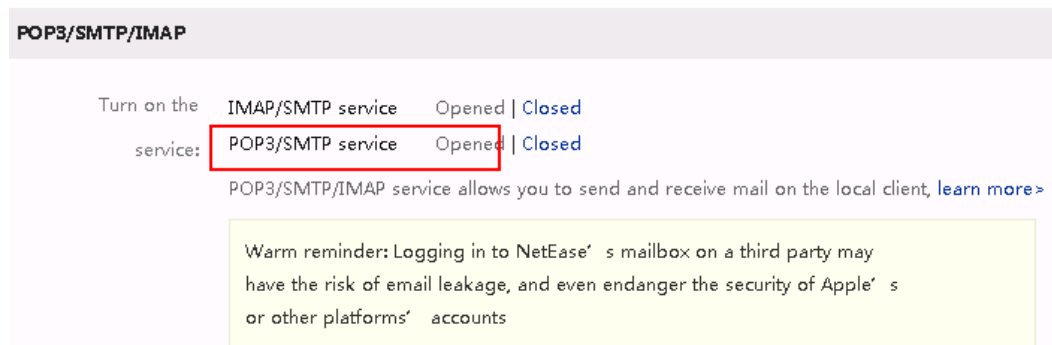 POP3/SMTP/IMAP
Turn on the IMAP/SMTP service Opened | Closed
service: POP3/SMTP service Opened | Closed
POP3/SMTP/IMAP service allows you to send and receive mail on the local client, learn more>
Warm reminder: Logging in to NetEase’ s mailbox on a third party may
have the risk of email leakage, and even endanger the security of Apple’ s
or other platforms’ accounts